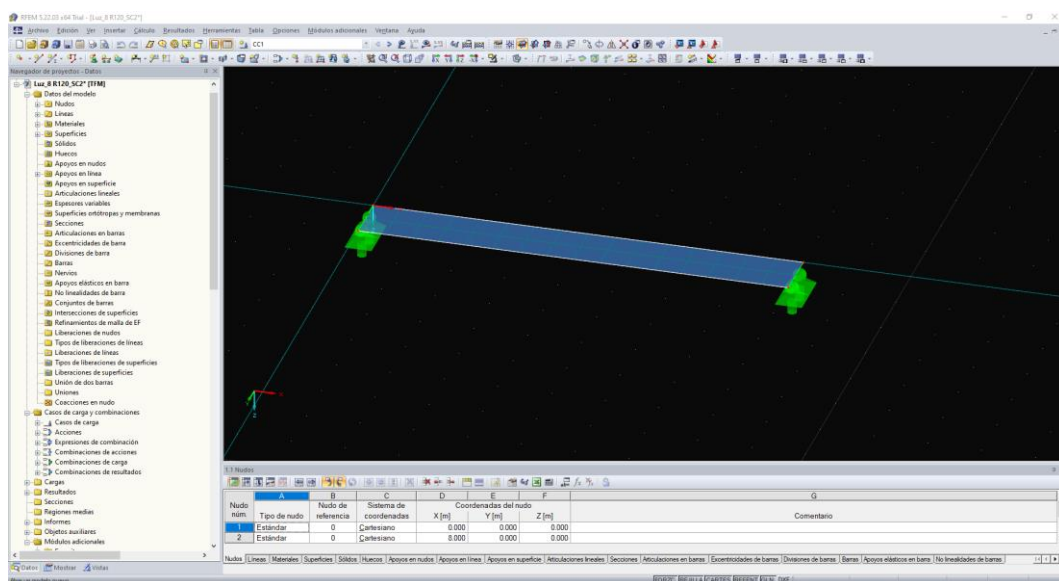 RFEM 5.22.03 x64 Trial - [Luz_8 R120_SC2*]
Archivo Edición Ver Insertar Cálculo Resultados Herramientas Tabla Opciones Módulos adicionales Ventana Ayuda
CC1
Navegador de proyectos - Datos
Luz_8 R120_SC2* [TFM]
Datos del modelo
Nudos
Líneas
Materiales
Superficies
Sólidos
Huecos
Apoyos en nudos
Apoyos en línea
Apoyos en superficie
Articulaciones lineales
Espesores variables
Superficies ortótropas y membranas
Secciones
Articulaciones en barras
Excentricidades de barra
Divisiones de barra
Barras
Nervios
Apoyos elásticos en barra
No linealidades de barra
Conjuntos de barras
Intersecciones de superficies
Refinamientos de malla de EF
Liberaciones de nudos
Tipos de liberaciones de líneas
Liberaciones de líneas
Tipos de liberaciones de superficies
Liberaciones de superficies
Unión de dos barras
Uniones
Coacciones en nudo
Casos de carga y combinaciones
Casos de carga
Acciones
Expresiones de combinación
Combinaciones de acciones
Combinaciones de carga
Combinaciones de resultados
Cargas
Resultados
Secciones
Regiones medias
Informes
Objetos auxiliares
Módulos adicionales
Datos Mostrar Vistas
1.1 Nudos
A B C D E F G
Nudo Nudo de Sistema de Coordenadas del nudo
núm. Tipo de nudo referencia coordenadas X [m] Y [m] Z [m] Comentario
1 Estándar 0 Cartesiano 0.000 0.000 0.000
2 Estándar 0 Cartesiano 8.000 0.000 0.000
Nudos Líneas Materiales Superficies Sólidos Huecos Apoyos en nudos Apoyos en línea Apoyos en superficie Articulaciones lineales Secciones Articulaciones en barras Excentricidades de barra Divisiones de barra Barras Apoyos elásticos en barra No linealidades de barras